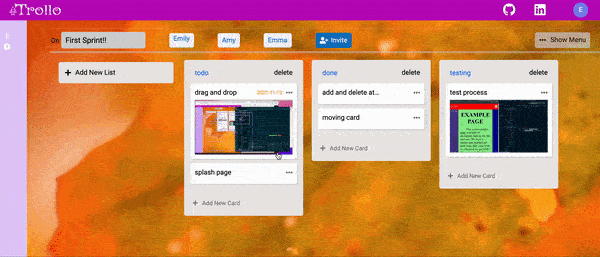 Trollo
E
E
On First Sprint!! Emily Amy Emma Invite ••• Show Menu
+ Add New List
todo delete
drag and drop •••
splash page •••
+ Add New Card
done delete
add and delete at... •••
moving card •••
+ Add New Card
testing delete
test process •••
EXAMPLE
PAGE
+ Add New Card